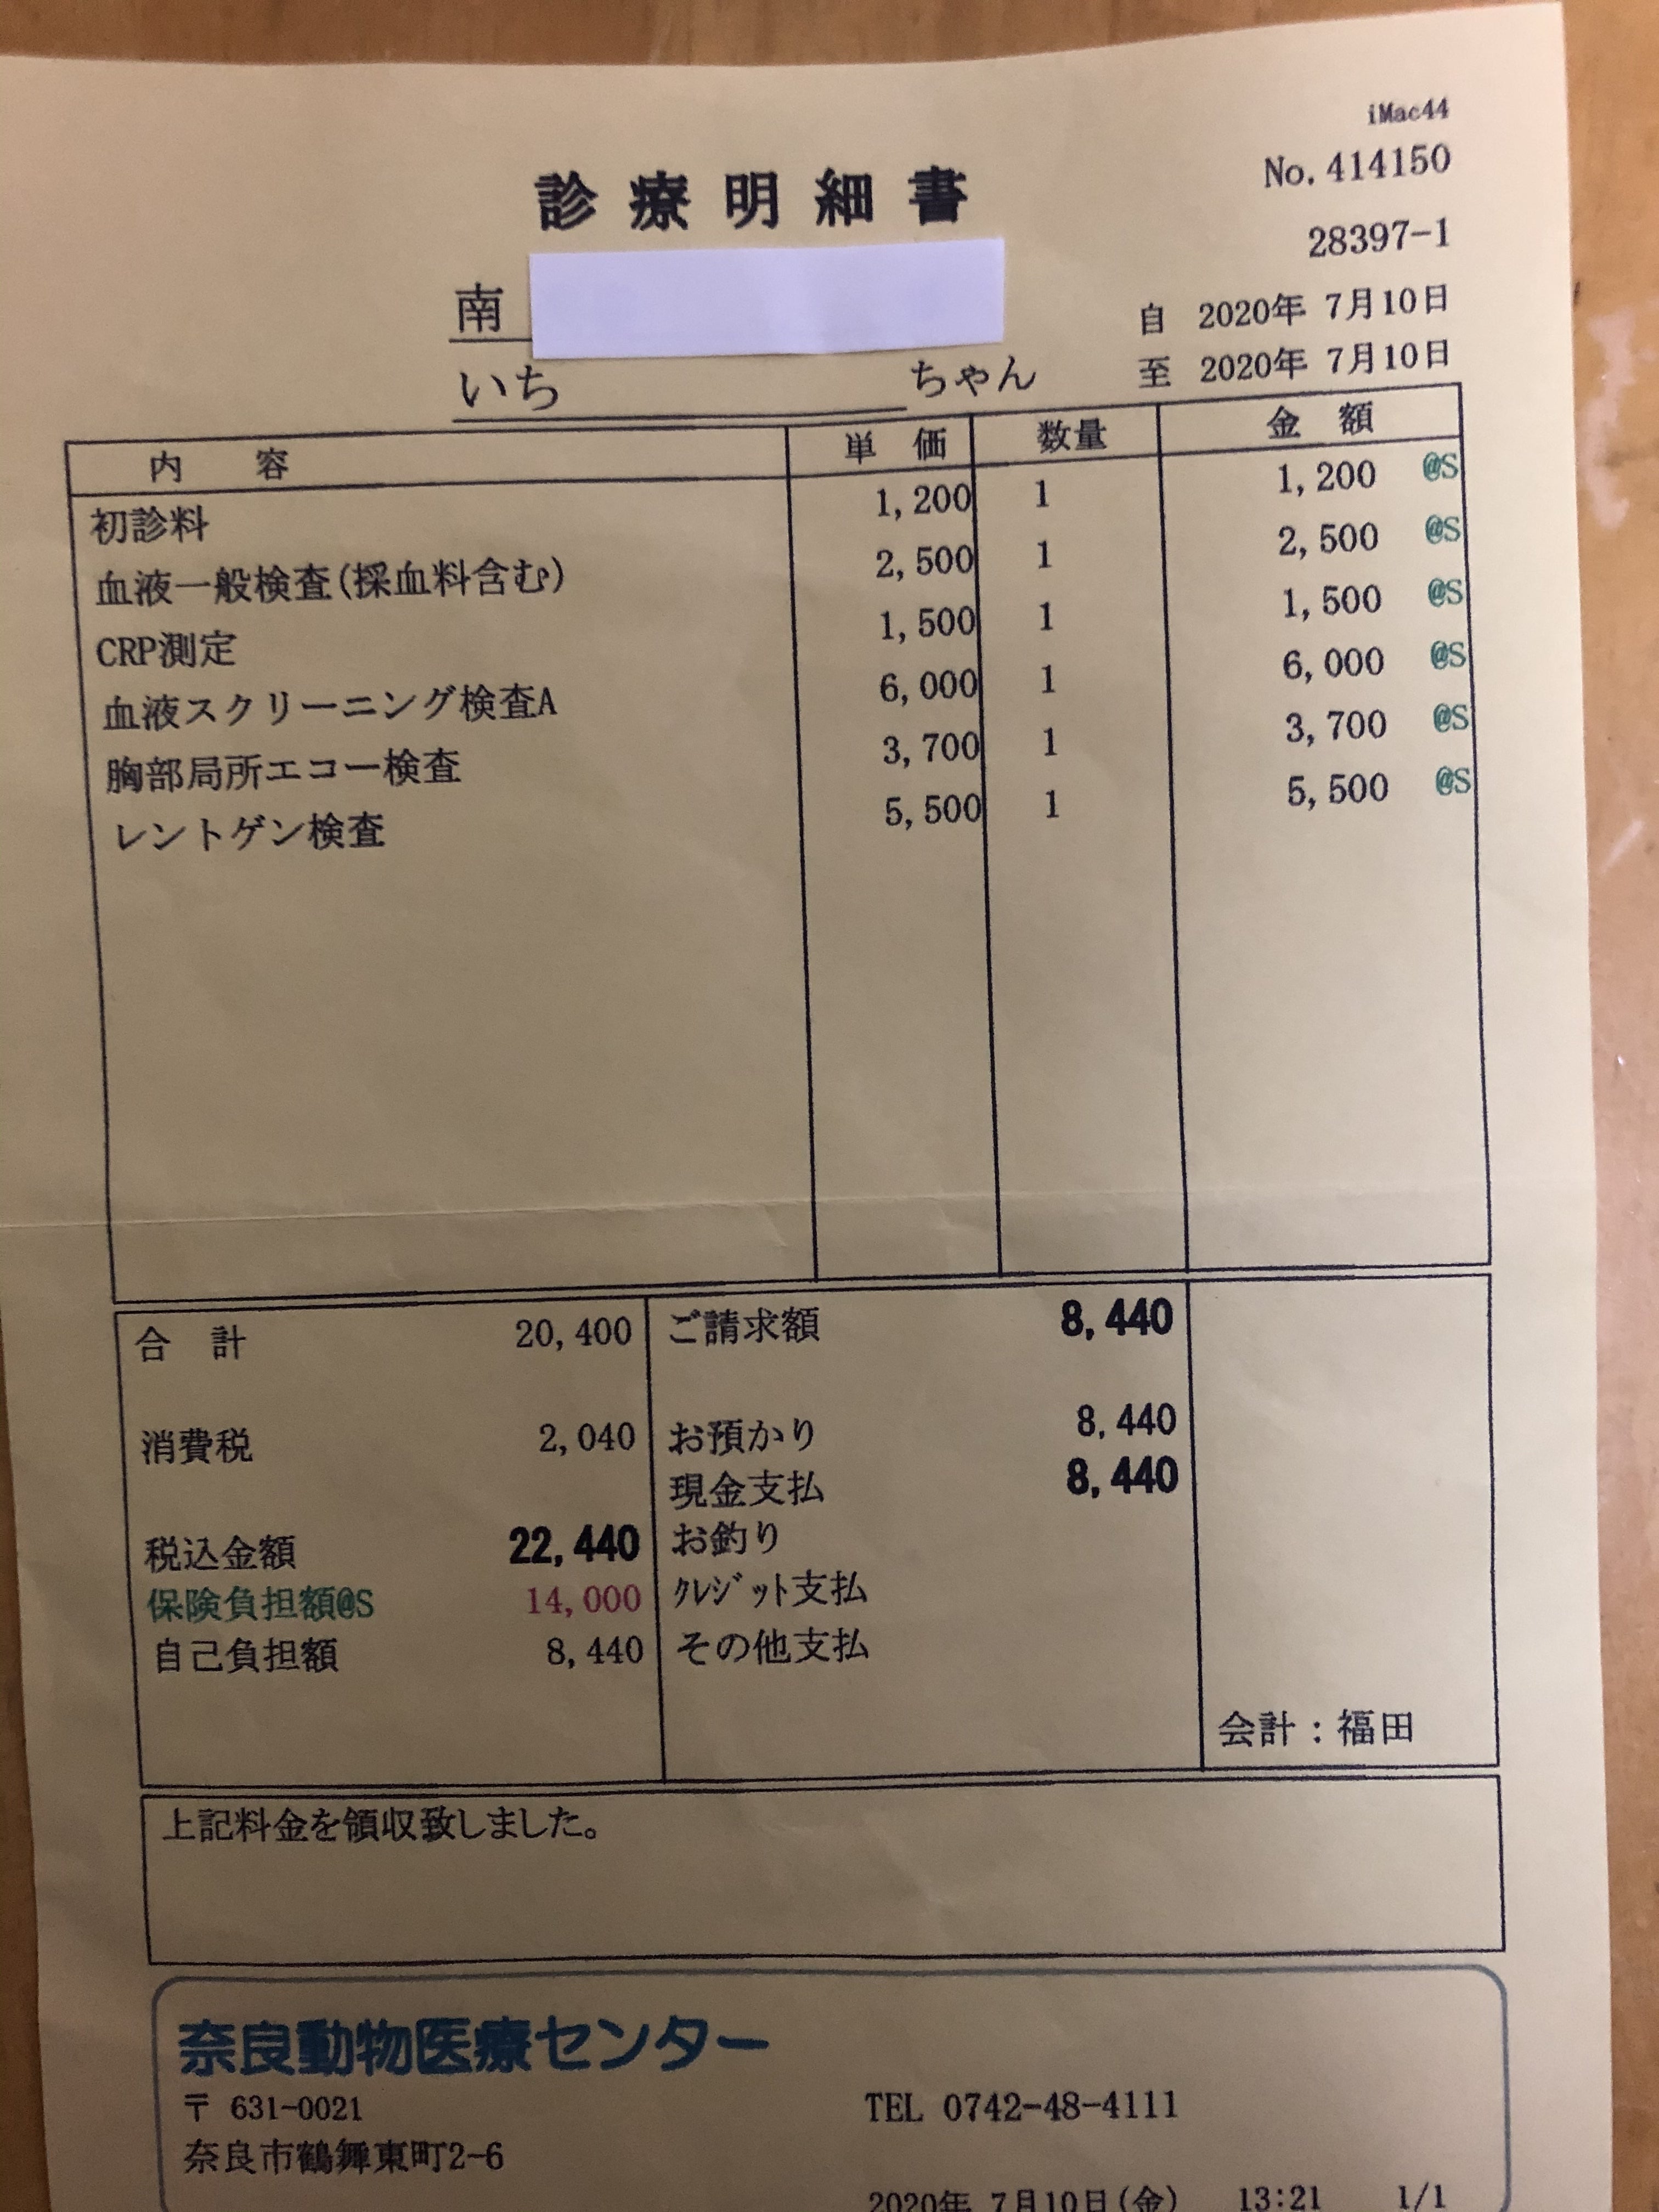 iMac44
診療明細書
No. 414150
28397-1
南
自 2020年 7月10日
いち ちゃん
至 2020年 7月10日
内 容 単 価 数量 金 額
初診料 1,200 1 1,200 @S
血液一般検査(採血料含む) 2,500 1 2,500 @S
CRP測定 1,500 1 1,500 @S
血液スクリーニング検査A 6,000 1 6,000 @S
胸部局所エコー検査 3,700 1 3,700 @S
レントゲン検査 5,500 1 5,500 @S
合 計 20,400 ご請求額 8,440
消費税 2,040 お預かり 8,440
現金支払 8,440
税込金額 22,440 お釣り
保険負担額@S 14,000 クレジット支払
自己負担額 8,440 その他支払
会計：福田
上記料金を領収致しました。
奈良動物医療センター
〒 631-0021 TEL 0742-48-4111
奈良市鶴舞東町2-6
2020年 7月10日(金) 13:21 1/1